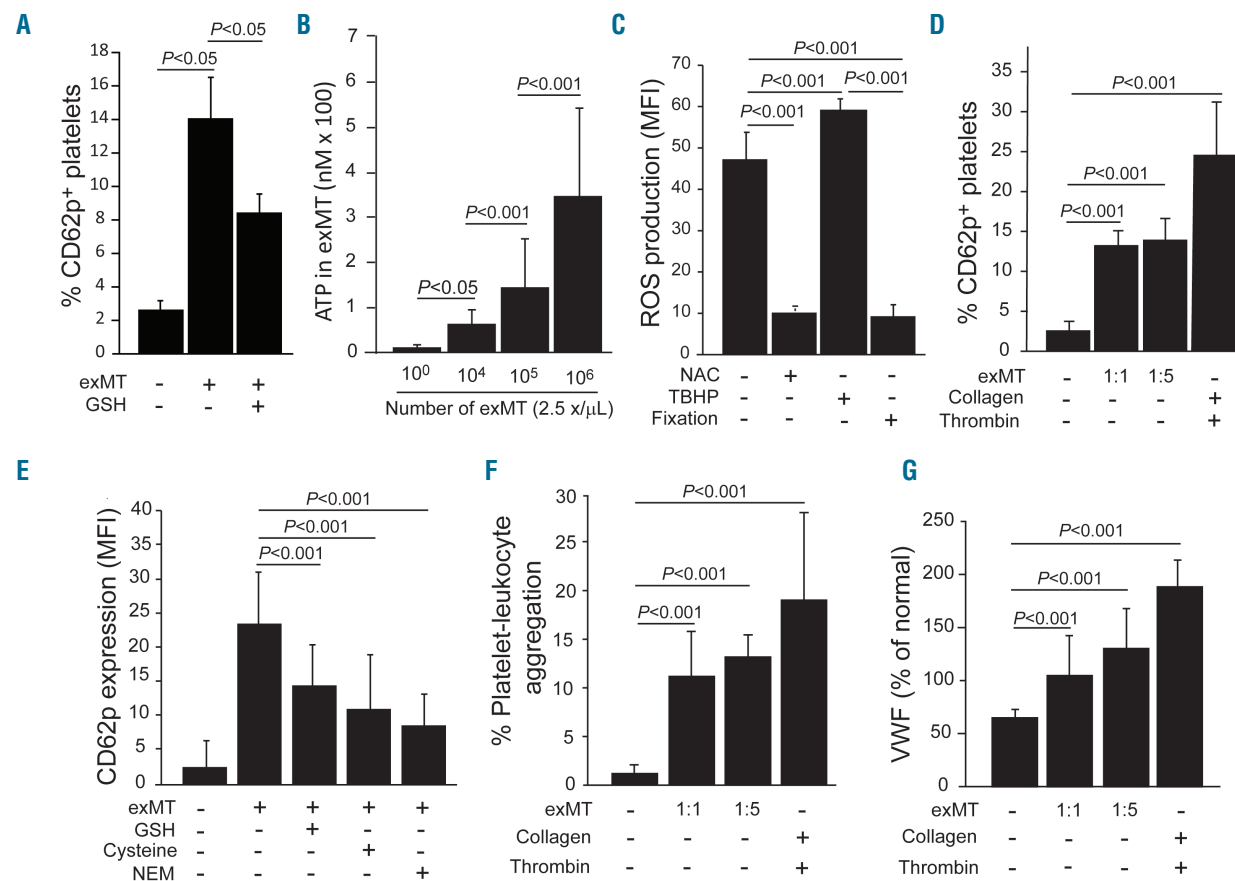 A
% CD62p+ platelets
18
16
14
12
10
8
6
4
2
0
P<0.05
P<0.05
exMT - + +
GSH - - +
B
ATP in exMT (nM x 100)
7
6
5
4
3
2
1
0
P<0.001
P<0.001
P<0.05
10⁰ 10⁴ 10⁵ 10⁶
Number of exMT (2.5 x/μL)
C
ROS production (MFI)
70
60
50
40
30
20
10
0
P<0.001
P<0.001 P<0.001
P<0.001
NAC - + - -
TBHP - - + -
Fixation - - - +
D
% CD62p+ platelets
35
30
25
20
15
10
5
0
P<0.001
P<0.001
P<0.001
exMT - 1:1 1:5 -
Collagen - - - +
Thrombin - - - +
E
CD62p expression (MFI)
40
35
30
25
20
15
10
5
0
P<0.001
P<0.001
P<0.001
exMT - + + + +
GSH - - + - -
Cysteine - - - + -
NEM - - - - +
F
% Platelet-leukocyte
aggregation
30
25
20
15
10
5
0
P<0.001
P<0.001
P<0.001
exMT - 1:1 1:5 -
Collagen - - - +
Thrombin - - - +
G
VWF (% of normal)
250
200
150
100
50
0
P<0.001
P<0.001
P<0.001
exMT - 1:1 1:5 -
Collagen - - - +
Thrombin - - - +